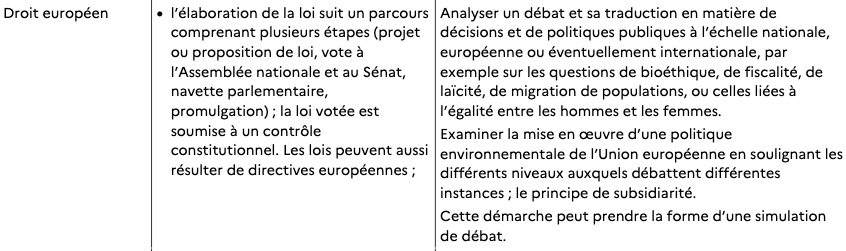 Droit européen
• l’élaboration de la loi suit un parcours
comprenant plusieurs étapes (projet
ou proposition de loi, vote à
l’Assemblée nationale et au Sénat,
navette parlementaire,
promulgation) ; la loi votée est
soumise à un contrôle
constitutionnel. Les lois peuvent aussi
résulter de directives européennes ;
Analyser un débat et sa traduction en matière de
décisions et de politiques publiques à l’échelle nationale,
européenne ou éventuellement internationale, par
exemple sur les questions de bioéthique, de fiscalité, de
laïcité, de migration de populations, ou celles liées à
l’égalité entre les hommes et les femmes.
Examiner la mise en œuvre d’une politique
environnementale de l’Union européenne en soulignant les
différents niveaux auxquels débattent différentes
instances ; le principe de subsidiarité.
Cette démarche peut prendre la forme d’une simulation
de débat.